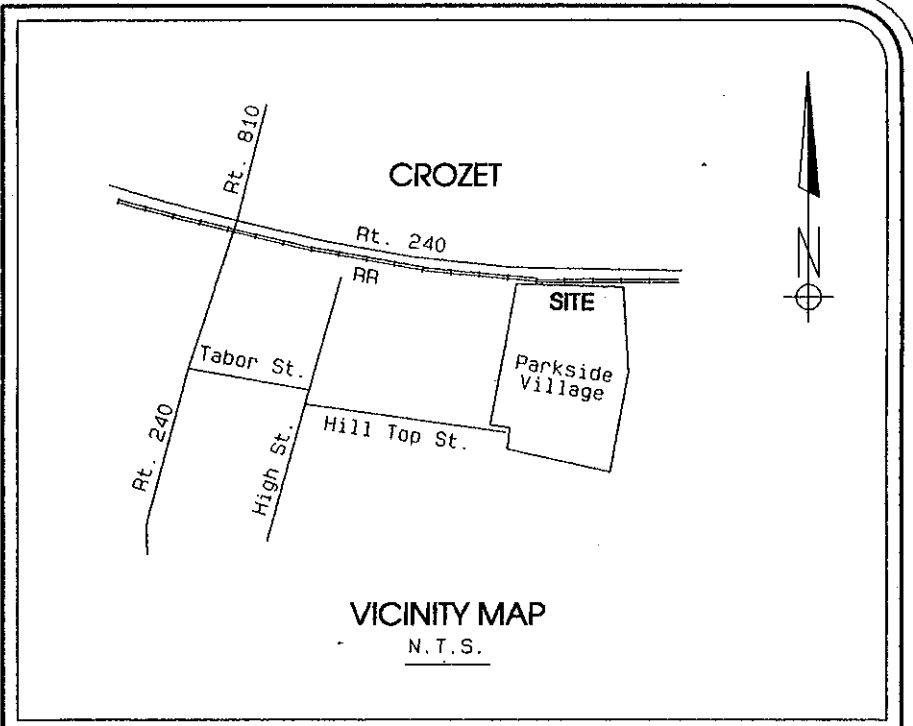 Rt. 810
CROZET
Rt. 240
RR
N
SITE
Parkside
Village
Tabor St.
Hill Top St.
Rt. 240
High St.
VICINITY MAP
N.T.S.